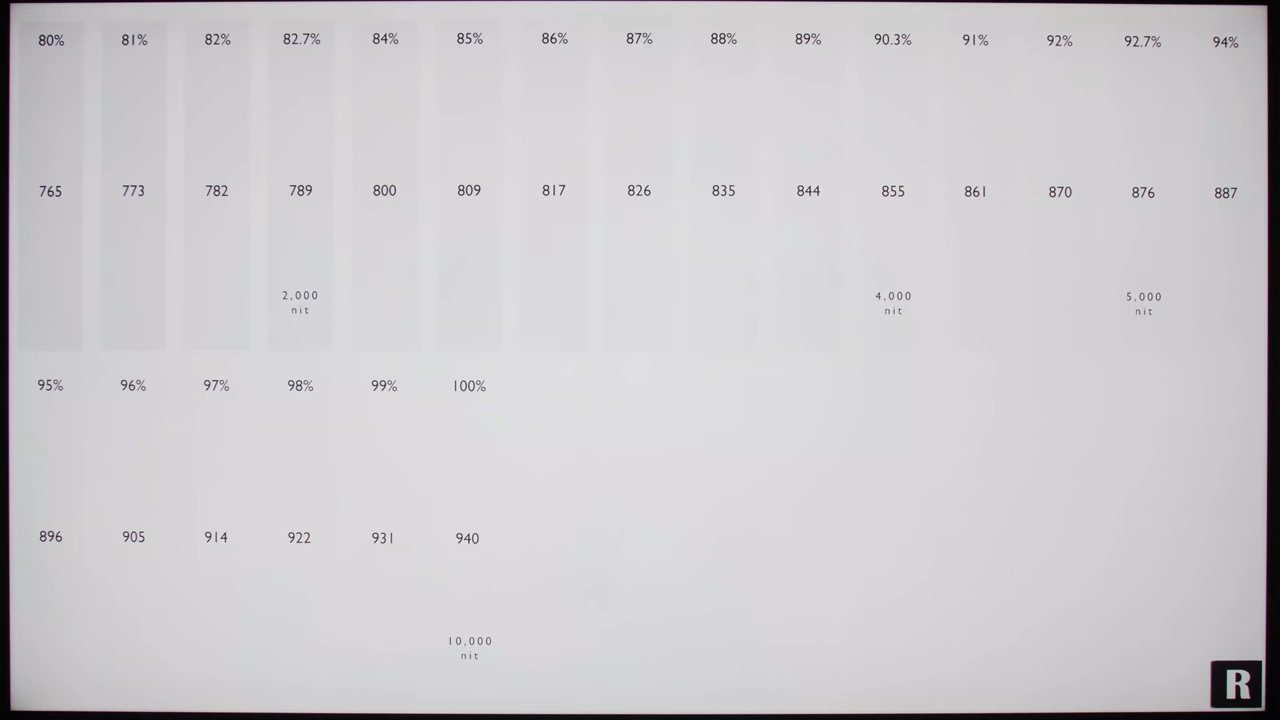 80% 81% 82% 82.7% 84% 85% 86% 87% 88% 89% 90.3% 91% 92% 92.7% 94%
765 773 782 789 800 809 817 826 835 844 855 861 870 876 887
2,000 4,000 5,000
nit nit nit
95% 96% 97% 98% 99% 100%
896 905 914 922 931 940
10,000
nit
R